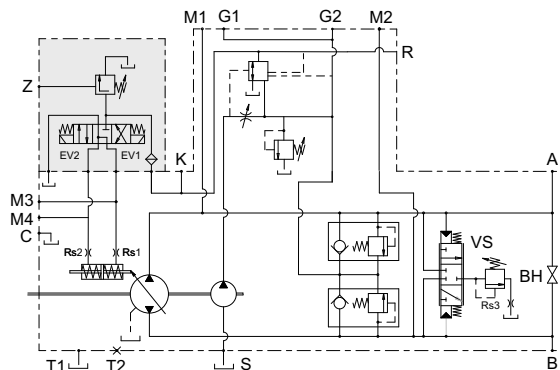 M1 G1 G2 M2
R
Z
EV2 EV1
K A
M3
M4
C
Rs2 Rs1
VS
BH
Rs3
T1 T2 S B